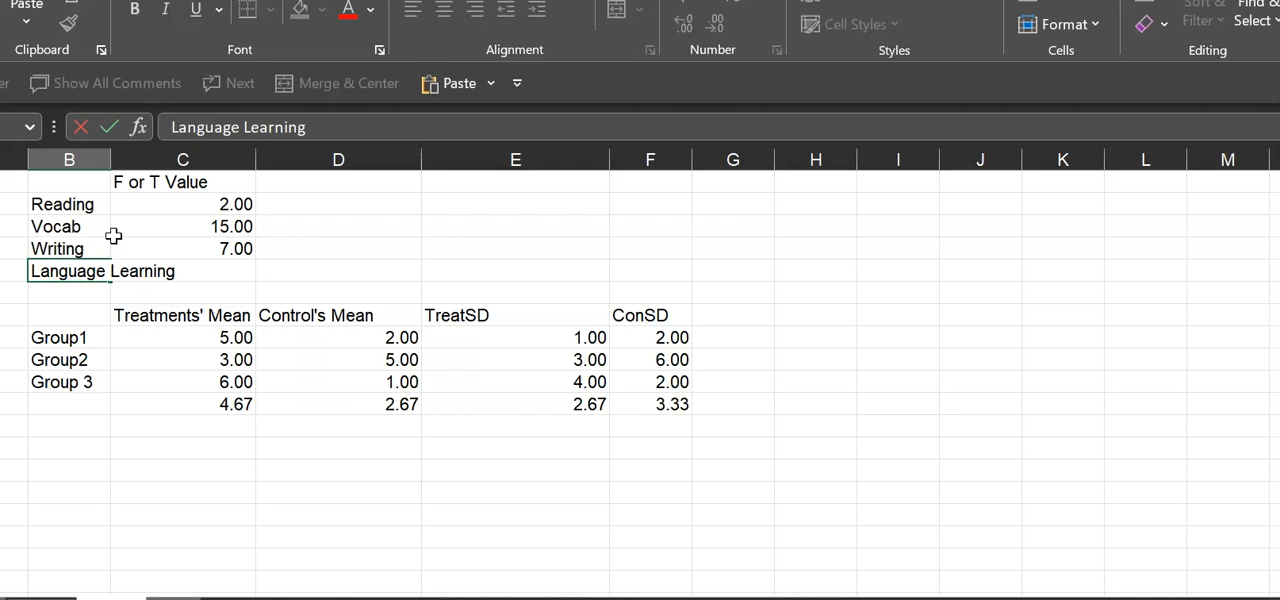 Paste
B I U A
Sort &
Filter
Find &
Select
Cell Styles
Format
Clipboard Font Alignment Number Styles Cells Editing
er Show All Comments Next Merge & Center Paste
fx Language Learning
B C D E F G H I J K L M
F or T Value
Reading 2.00
Vocab 15.00
Writing 7.00
Language Learning
Treatments' Mean Control's Mean TreatSD ConSD
Group1 5.00 2.00 1.00 2.00
Group2 3.00 5.00 3.00 6.00
Group 3 6.00 1.00 4.00 2.00
4.67 2.67 2.67 3.33